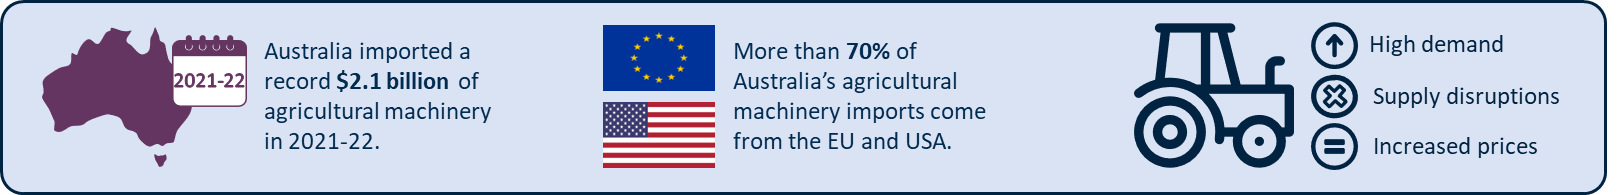 2021-22
Australia imported a
record $2.1 billion of
agricultural machinery
in 2021-22.
More than 70% of
Australia’s agricultural
machinery imports come
from the EU and USA.
High demand
Supply disruptions
Increased prices